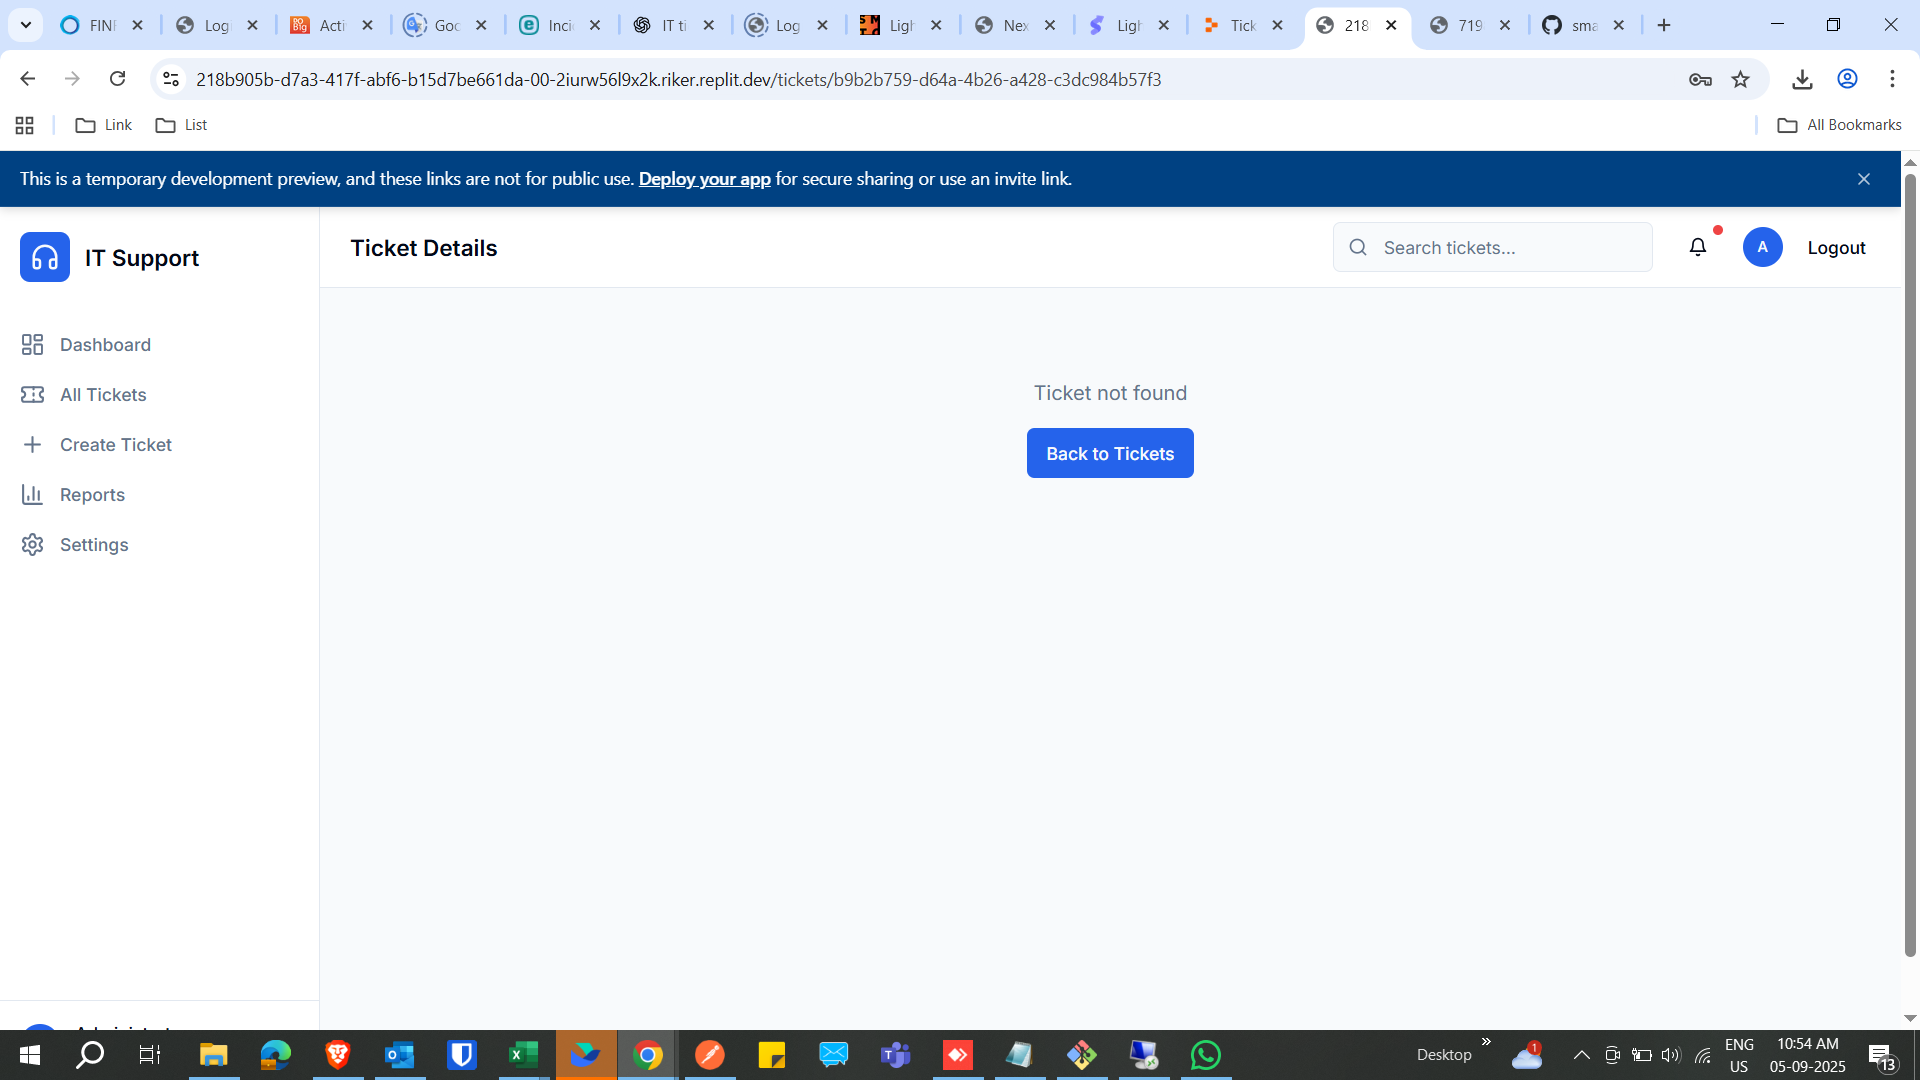 FINF
Log
Acti
Goo
Inci
IT ti
Log
Ligh
Nex
Ligh
Tick
218
719
sma
218b905b-d7a3-417f-abf6-b15d7be661da-00-2iurw56l9x2k.riker.replit.dev/tickets/b9b2b759-d64a-4b26-a428-c3dc984b57f3
Link
List
All Bookmarks
This is a temporary development preview, and these links are not for public use. Deploy your app for secure sharing or use an invite link.
IT Support
Ticket Details
Search tickets...
A
Logout
Dashboard
All Tickets
Create Ticket
Reports
Settings
Ticket not found
Back to Tickets
Desktop
1
ENG
US
10:54 AM
05-09-2025
13